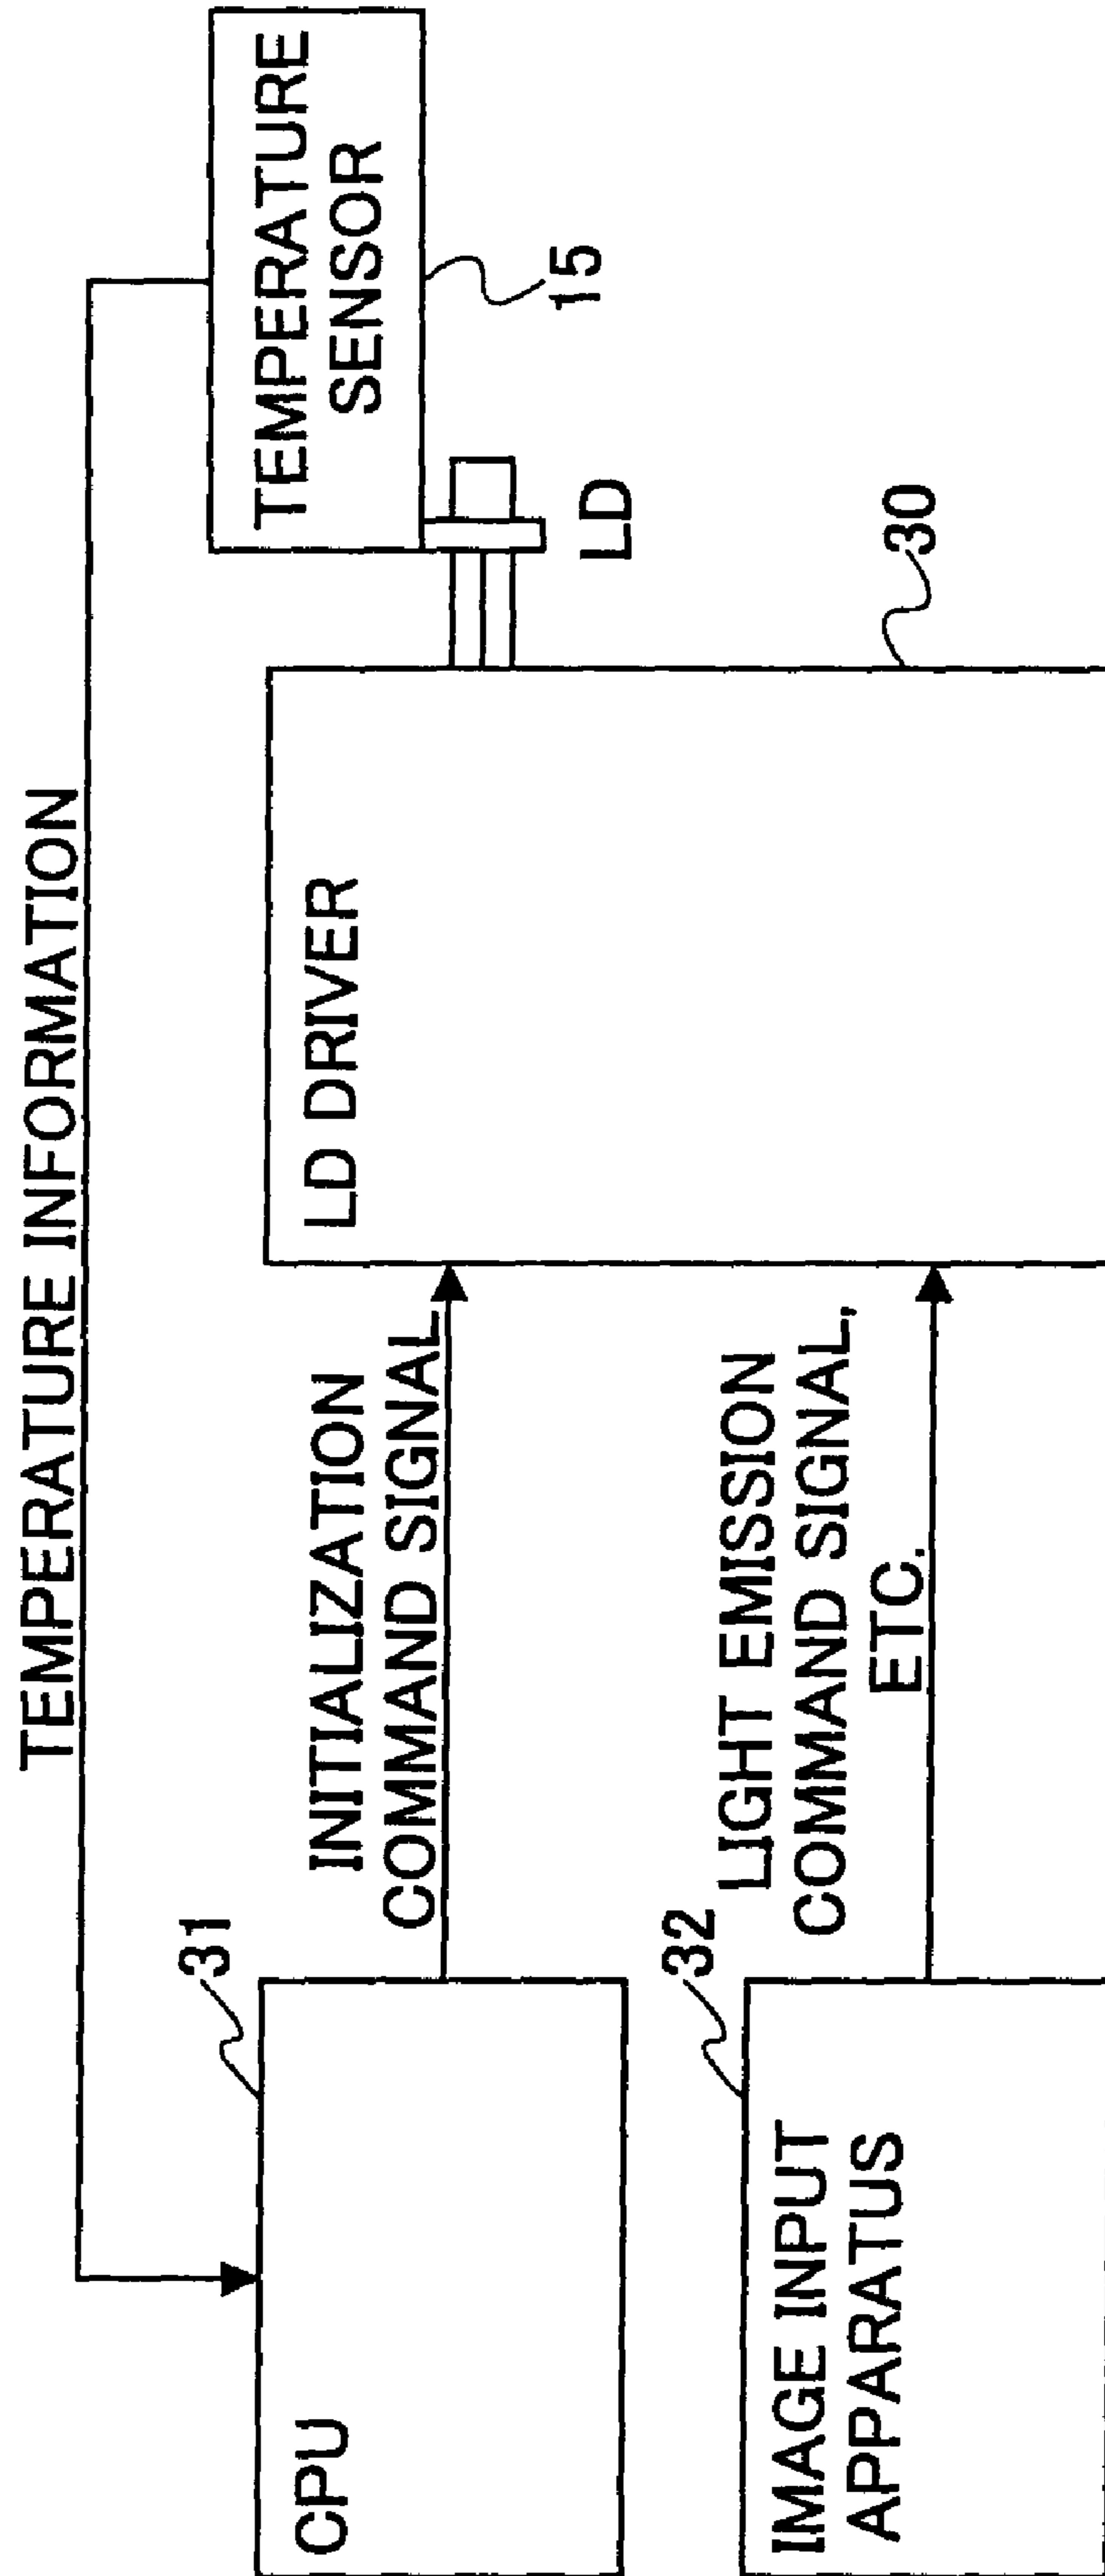 TEMPERATURE INFORMATION
TEMPERATURE
SENSOR
15
LD
31
CPU
INITIALIZATION
COMMAND SIGNAL
LD DRIVER
30
32
IMAGE INPUT
APPARATUS
LIGHT EMISSION
COMMAND SIGNAL,
ETC.